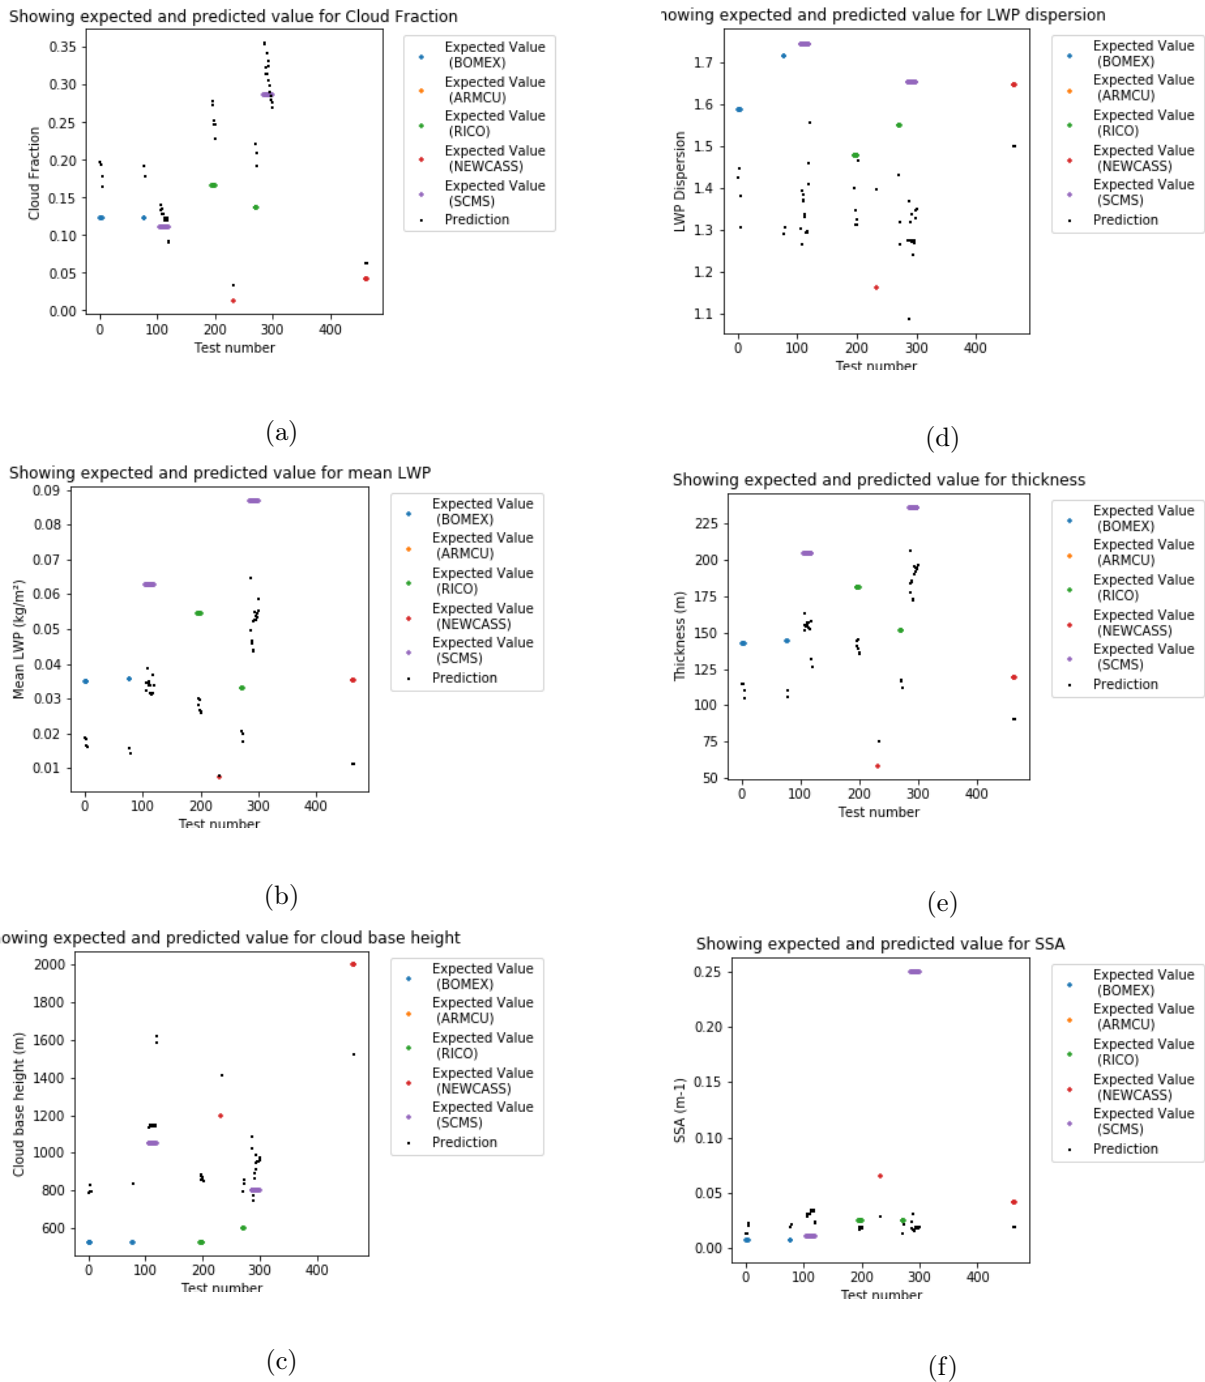 Showing expected and predicted value for Cloud Fraction
0.35
0.30
0.25
0.20
0.15
0.10
0.05
0.00
Cloud Fraction
0 100 200 300 400
Test number
Expected Value
(BOMEX)
Expected Value
(ARMCU)
Expected Value
(RICO)
Expected Value
(NEWCASS)
Expected Value
(SCMS)
Prediction
(a)
howing expected and predicted value for LWP dispersion
1.7
1.6
1.5
1.4
1.3
1.2
1.1
LWP Dispersion
0 100 200 300 400
Test number
Expected Value
(BOMEX)
Expected Value
(ARMCU)
Expected Value
(RICO)
Expected Value
(NEWCASS)
Expected Value
(SCMS)
Prediction
(d)
Showing expected and predicted value for mean LWP
0.09
0.08
0.07
0.06
0.05
0.04
0.03
0.02
0.01
Mean LWP (kg/m²)
0 100 200 300 400
Test number
Expected Value
(BOMEX)
Expected Value
(ARMCU)
Expected Value
(RICO)
Expected Value
(NEWCASS)
Expected Value
(SCMS)
Prediction
(b)
Showing expected and predicted value for thickness
225
200
175
150
125
100
75
50
Thickness (m)
0 100 200 300 400
Test number
Expected Value
(BOMEX)
Expected Value
(ARMCU)
Expected Value
(RICO)
Expected Value
(NEWCASS)
Expected Value
(SCMS)
Prediction
(e)
owing expected and predicted value for cloud base height
2000
1800
1600
1400
1200
1000
800
600
Cloud base height (m)
0 100 200 300 400
Test number
Expected Value
(BOMEX)
Expected Value
(ARMCU)
Expected Value
(RICO)
Expected Value
(NEWCASS)
Expected Value
(SCMS)
Prediction
(c)
Showing expected and predicted value for SSA
0.25
0.20
0.15
0.10
0.05
0.00
SSA (m-1)
0 100 200 300 400
Test number
Expected Value
(BOMEX)
Expected Value
(ARMCU)
Expected Value
(RICO)
Expected Value
(NEWCASS)
Expected Value
(SCMS)
Prediction
(f)